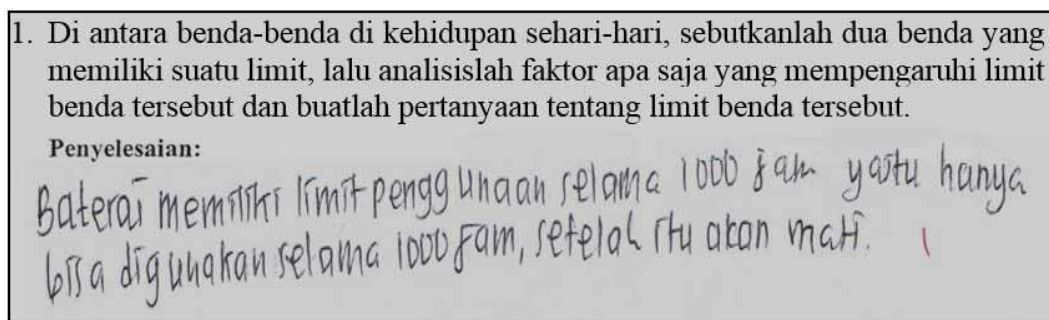 1. Di antara benda-benda di kehidupan sehari-hari, sebutkanlah dua benda yang
memiliki suatu limit, lalu analisislah faktor apa saja yang mempengaruhi limit
benda tersebut dan buatlah pertanyaan tentang limit benda tersebut.
Penyelesaian:
Baterai memiliki limit penggunaan selama 1000 jam yaitu hanya
bisa digunakan selama 1000 jam, setelah itu akan mati. 1